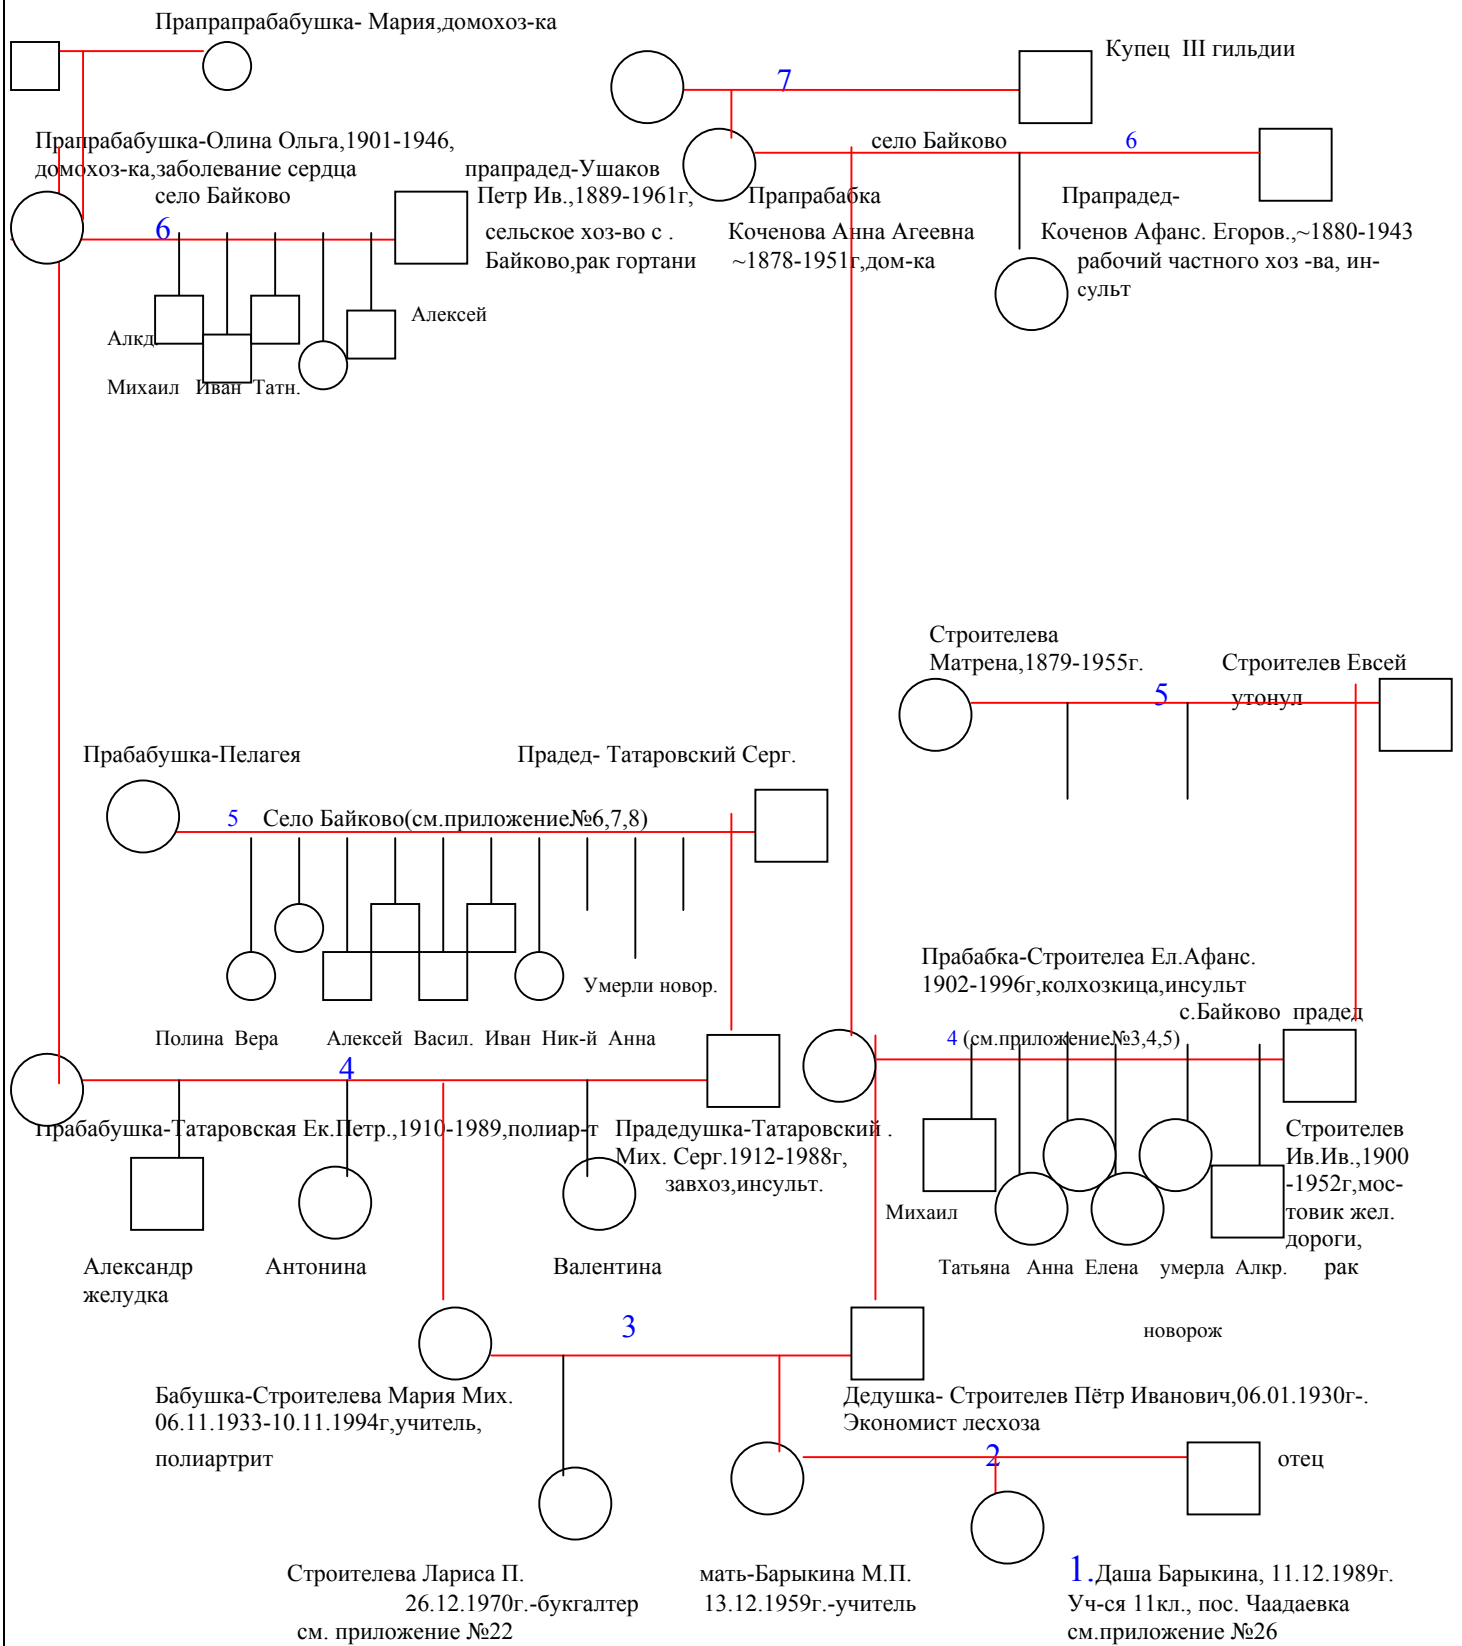 Прапрапрабабушка- Мария,домохоз-ка
Купец III гильдии
7
Прапрабабушка-Олина Ольга,1901-1946,
домохоз-ка,заболевание сердца
село Байково
6
прапрадед-Ушаков
Петр Ив.,1889-1961г,
сельское хоз-во с .
Байково,рак гортани
село Байково
6
Прапрабабка
Коченова Анна Агеевна
~1878-1951г,дом-ка
Прапрадед-
Коченов Афанс. Егоров.,~1880-1943
рабочий частного хоз -ва, ин-
сульт
Алкд.
Алексей
Михаил Иван Татн.
Строителева
Матрена,1879-1955г.
Строителев Евсей
утонул
5
Прабабушка-Пелагея
Прадед- Татаровский Серг.
5 Село Байково(см.приложение№6,7,8)
Умерли новор.
Полина Вера Алексей Васил. Иван Ник-й Анна
Прабабка-Строителеа Ел.Афанс.
1902-1996г,колхозкица,инсульт
с.Байково прадед
4 (см.приложение№3,4,5)
4
Прабабушка-Татаровская Ек.Петр.,1910-1989,полиар-т
Прадедушка-Татаровский .
Мих. Серг.1912-1988г,
завхоз,инсульт.
Строителев
Ив.Ив.,1900
-1952г,мос-
товик жел.
дороги,
Михаил
Александр Антонина Валентина
Татьяна Анна Елена умерла Алкр. рак
желудка
новорож
3
Бабушка-Строителева Мария Мих.
06.11.1933-10.11.1994г,учитель,
полиартрит
Дедушка- Строителев Пётр Иванович,06.01.1930г-.
Экономист лесхоза
2
отец
Строителева Лариса П.
26.12.1970г.-букгалтер
см. приложение №22
мать-Барыкина М.П.
13.12.1959г.-учитель
1.Даша Барыкина, 11.12.1989г.
Уч-ся 11кл., пос. Чаадаевка
см.приложение №26